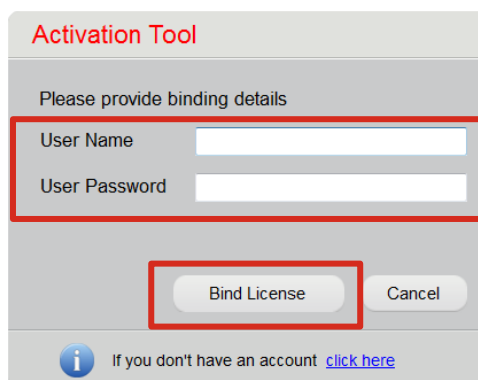 Activation Tool
Please provide binding details
User Name
User Password
Bind License Cancel
If you don't have an account click here